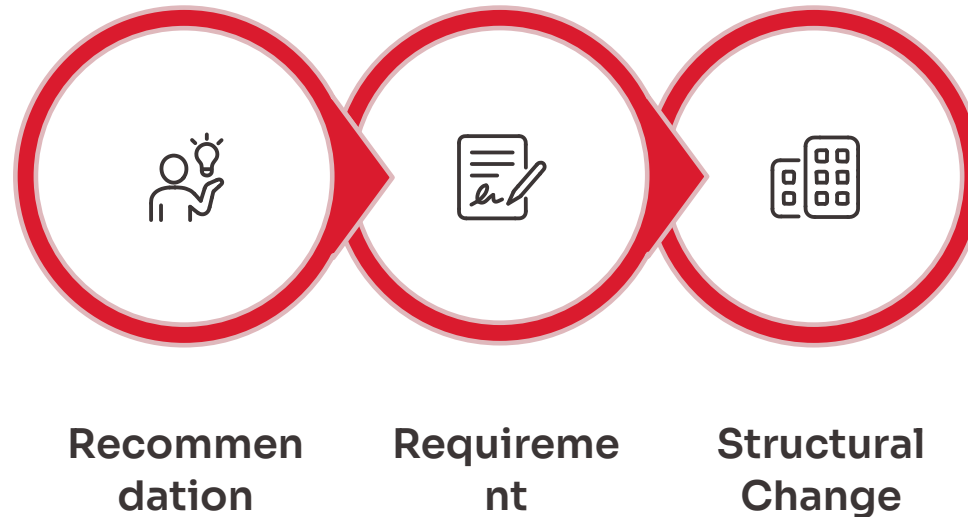 Recommen
dation
Requireme
nt
Structural
Change